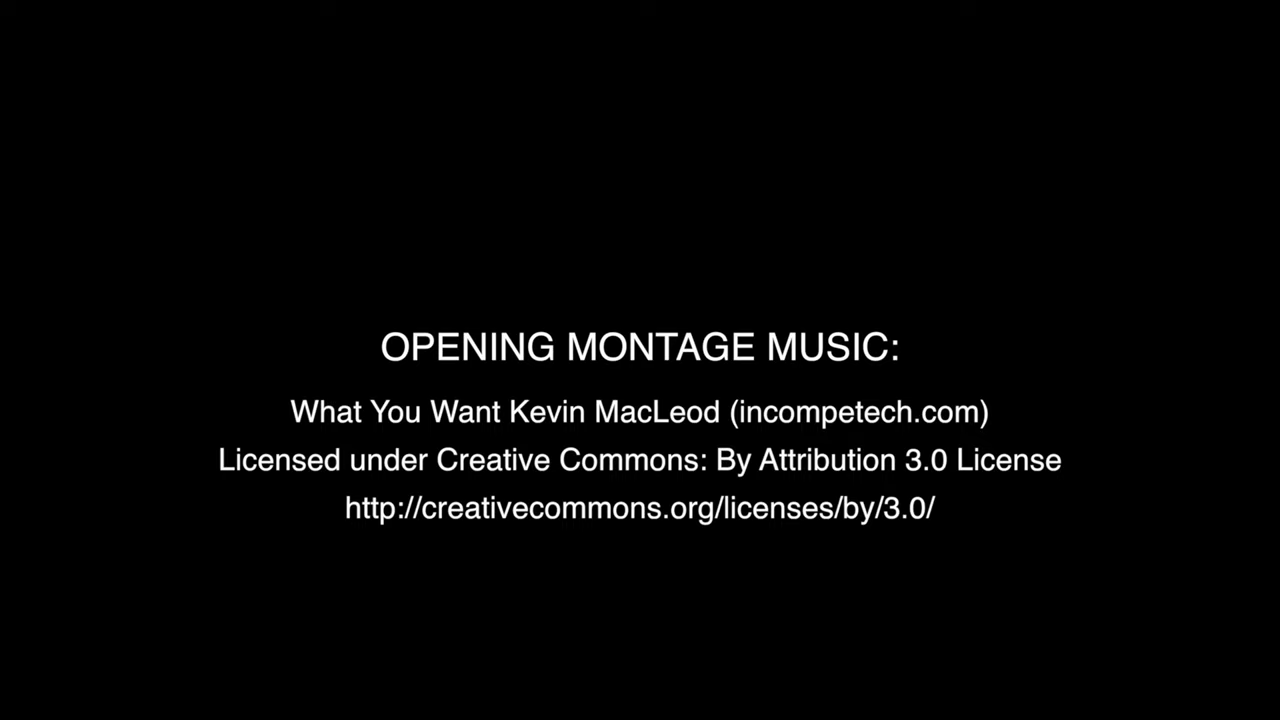 OPENING MONTAGE MUSIC:
What You Want Kevin MacLeod (incompetech.com)
Licensed under Creative Commons: By Attribution 3.0 License
http://creativecommons.org/licenses/by/3.0/